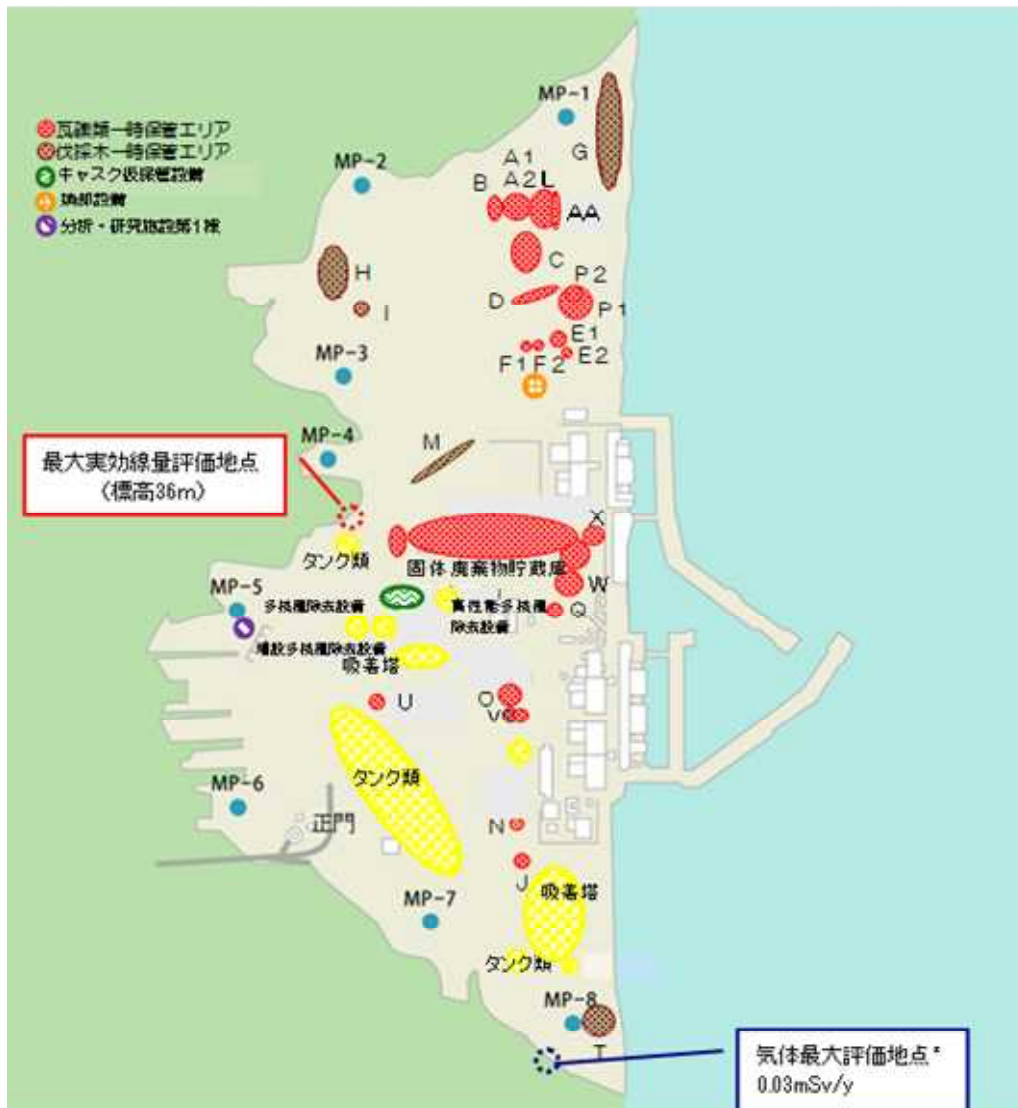 MP-1
瓦礫類一時保管エリア
伐採木一時保管エリア
キャスク仮保管設備
焼却設備
分析・研究施設第1棟
G
A1
MP-2
A2 L
B
AA
C
H
P2
D
P1
I
E1
MP-3
F1 F2
E2
MP-4
M
最大実効線量評価地点
(標高36m)
X
タンク類
固体廃棄物貯蔵庫
MP-5
W
多核種除去設備
高性能多核種
除去設備
Q
増設多核種除去設備
吸着塔
U
O
V
タンク類
MP-6
正門
N
J
吸着塔
MP-7
タンク類
MP-8
T
気体最大評価地点*
0.03mSv/y